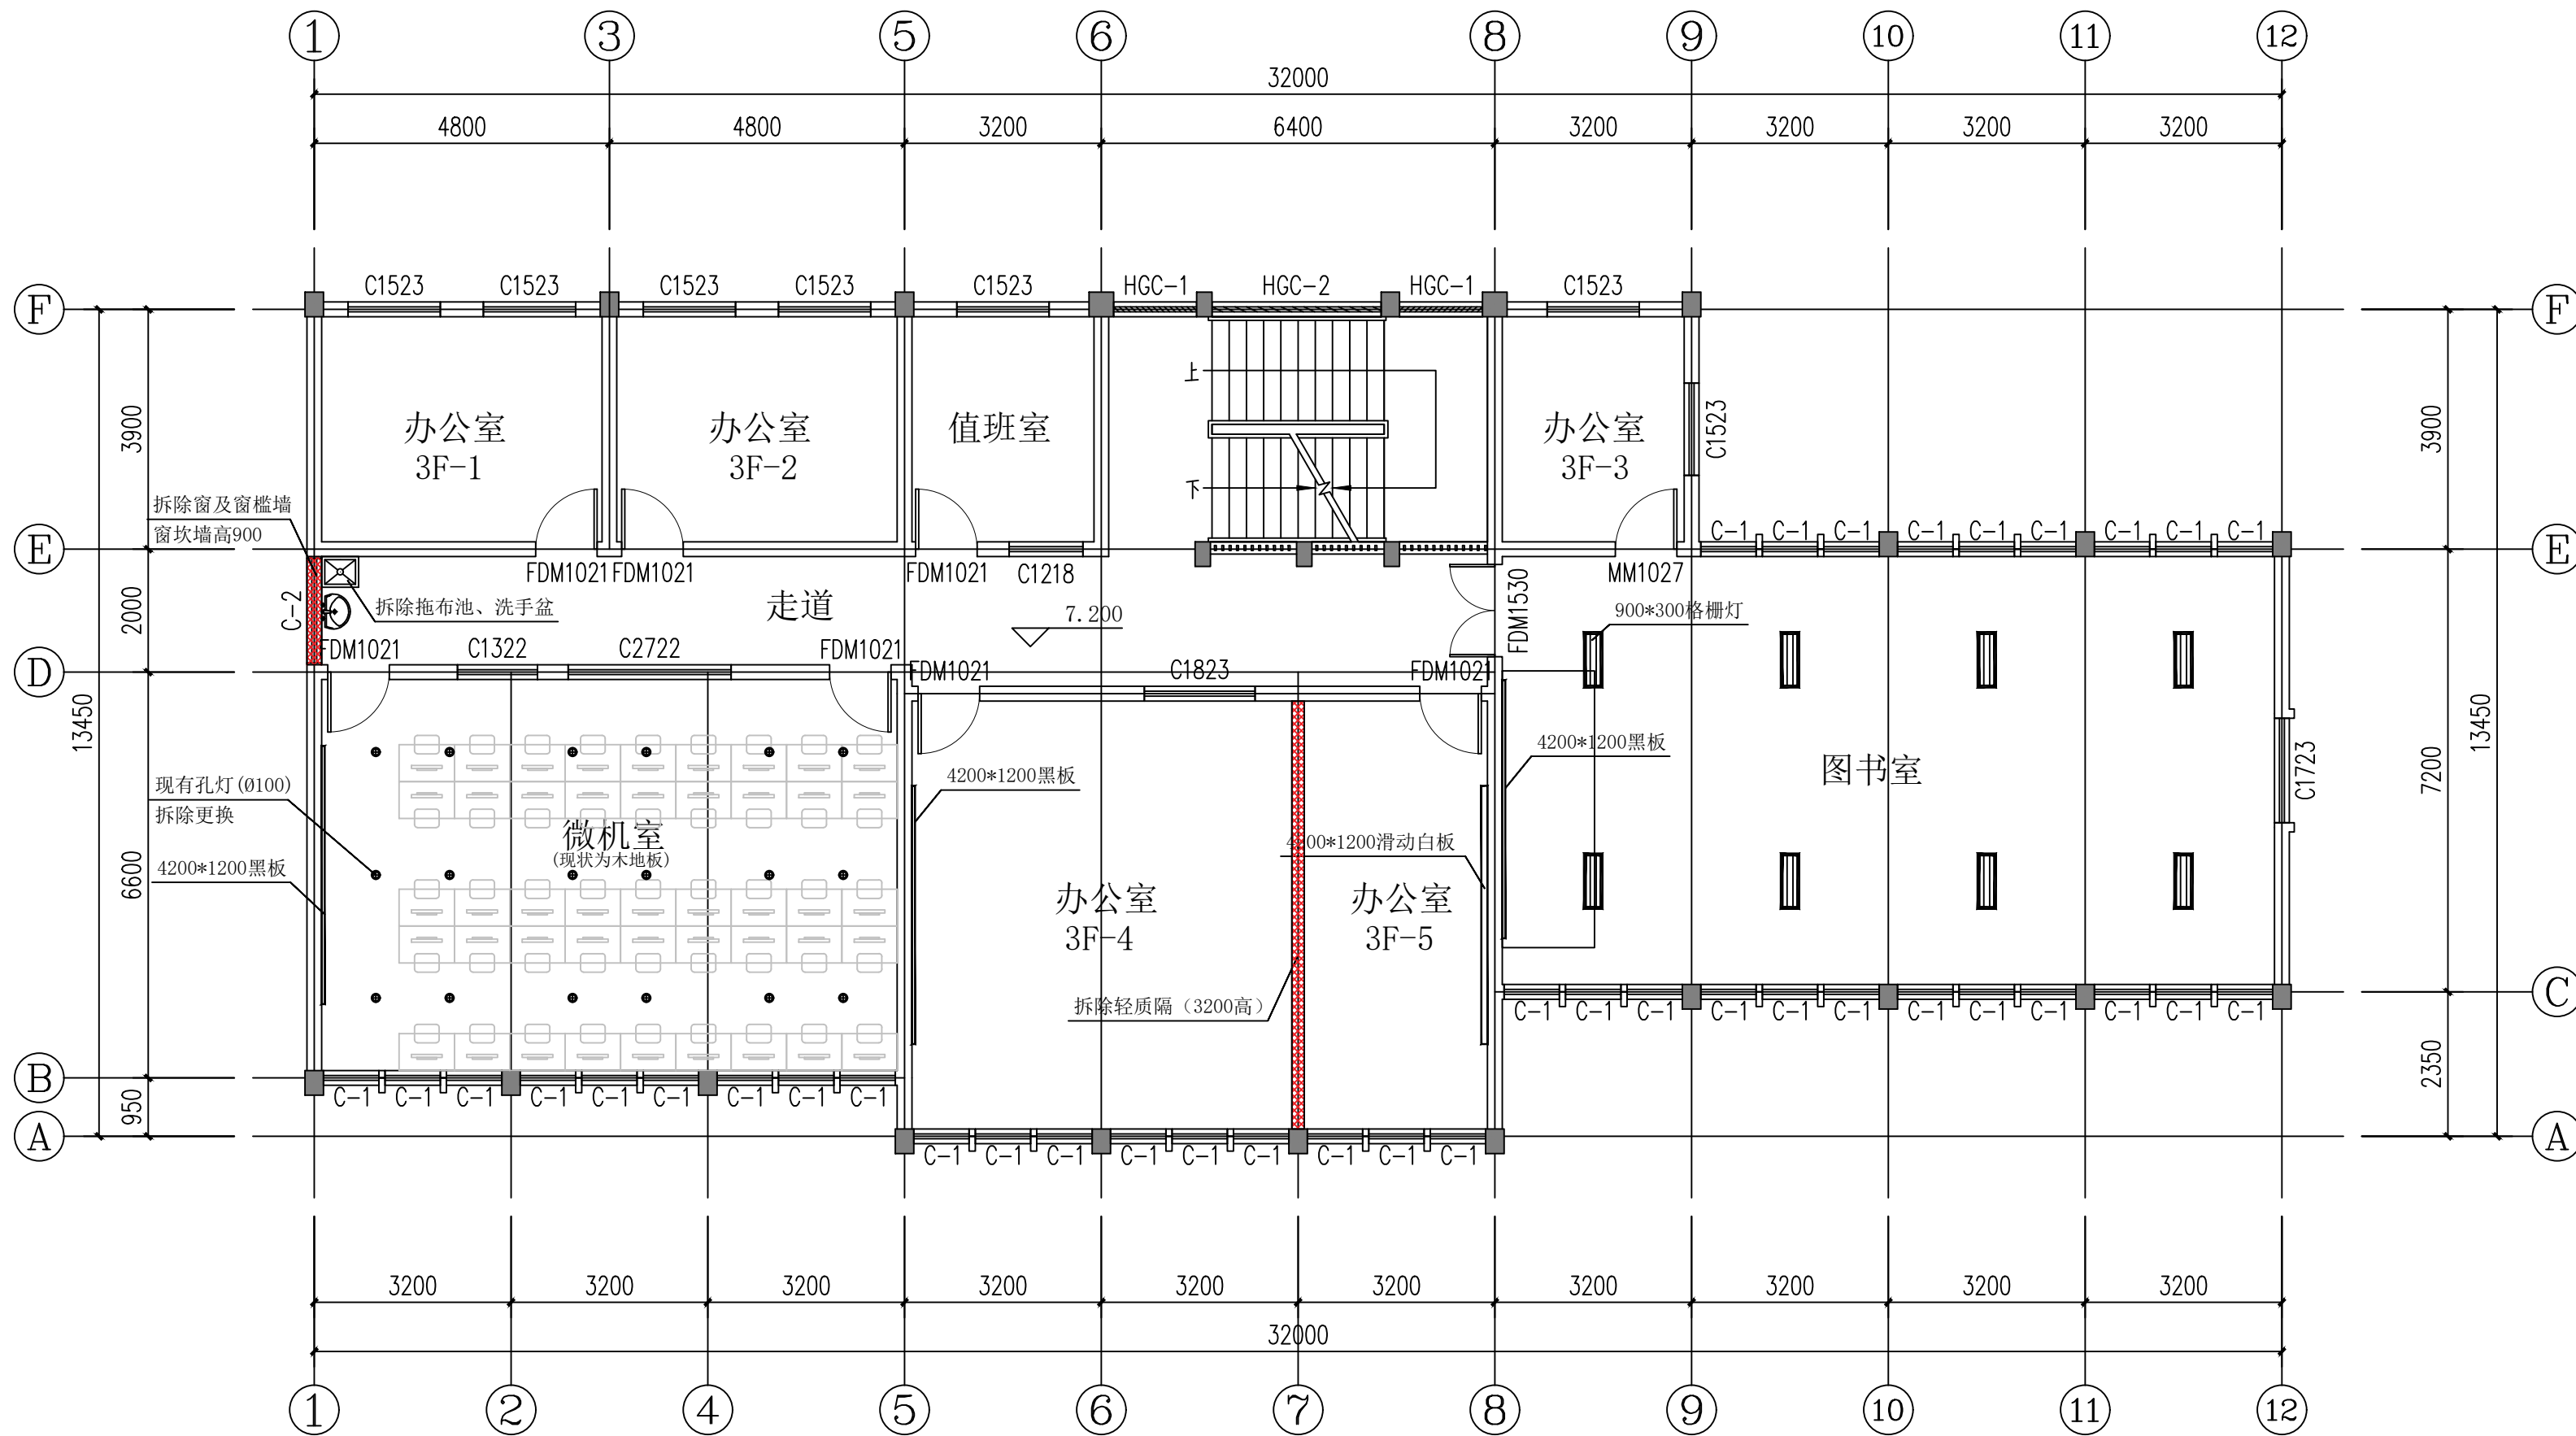 1 3 5 6 8 9 10 11 12
32000
4800 4800 3200 6400 3200 3200 3200 3200
C1523 C1523 C1523 C1523 C1523 HGC-1 HGC-2 HGC-1 C1523
F F
上
3900 办公室 办公室 值班室 办公室 C1523 3900
3F-1 3F-2 3F-3
下
拆除窗及窗槛墙
窗坎墙高900
C-1 C-1 C-1 C-1 C-1 C-1 C-1 C-1 C-1
E E
FDM1021 FDM1021 FDM1021 C1218 MM1027
2000 C-2 拆除拖布池、洗手盆 走道 7.200 FDM1530 900*300格栅灯
FDM1021 C1322 C2722 FDM1021 FDM1021 C1823 FDM1021
D
13450 13450
4200*1200黑板 4200*1200黑板 图书室 7200 C1723
现有孔灯(Ø100)
拆除更换
微机室
(现状为木地板)
*1200滑动白板
6600 4200*1200黑板
办公室 办公室
3F-4 3F-5
拆除轻质隔（3200高）
C
C-1 C-1 C-1 C-1 C-1 C-1 C-1 C-1 C-1 C-1 C-1 C-1
2350
B
C-1 C-1 C-1 C-1 C-1 C-1 C-1 C-1 C-1
950
A A
C-1 C-1 C-1 C-1 C-1 C-1 C-1 C-1 C-1
3200 3200 3200 3200 3200 3200 3200 3200 3200 3200
32000
1 2 4 5 6 7 8 9 10 11 12